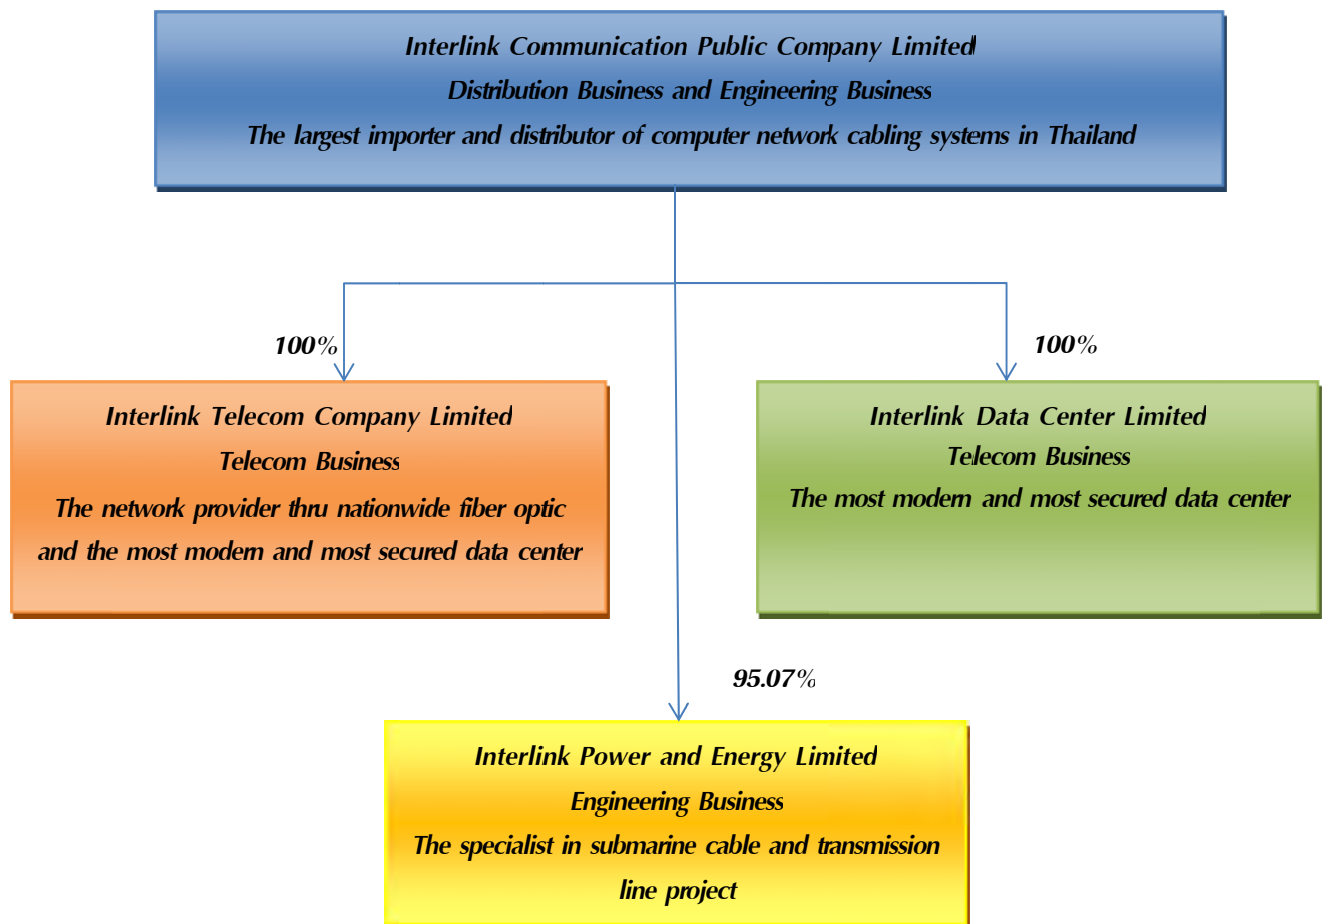 Interlink Communication Public Company Limited
Distribution Business and Engineering Business
The largest importer and distributor of computer network cabling systems in Thailand
100%
100%
Interlink Telecom Company Limited
Telecom Business
The network provider thru nationwide fiber optic
and the most modern and most secured data center
Interlink Data Center Limited
Telecom Business
The most modern and most secured data center
95.07%
Interlink Power and Energy Limited
Engineering Business
The specialist in submarine cable and transmission
line project